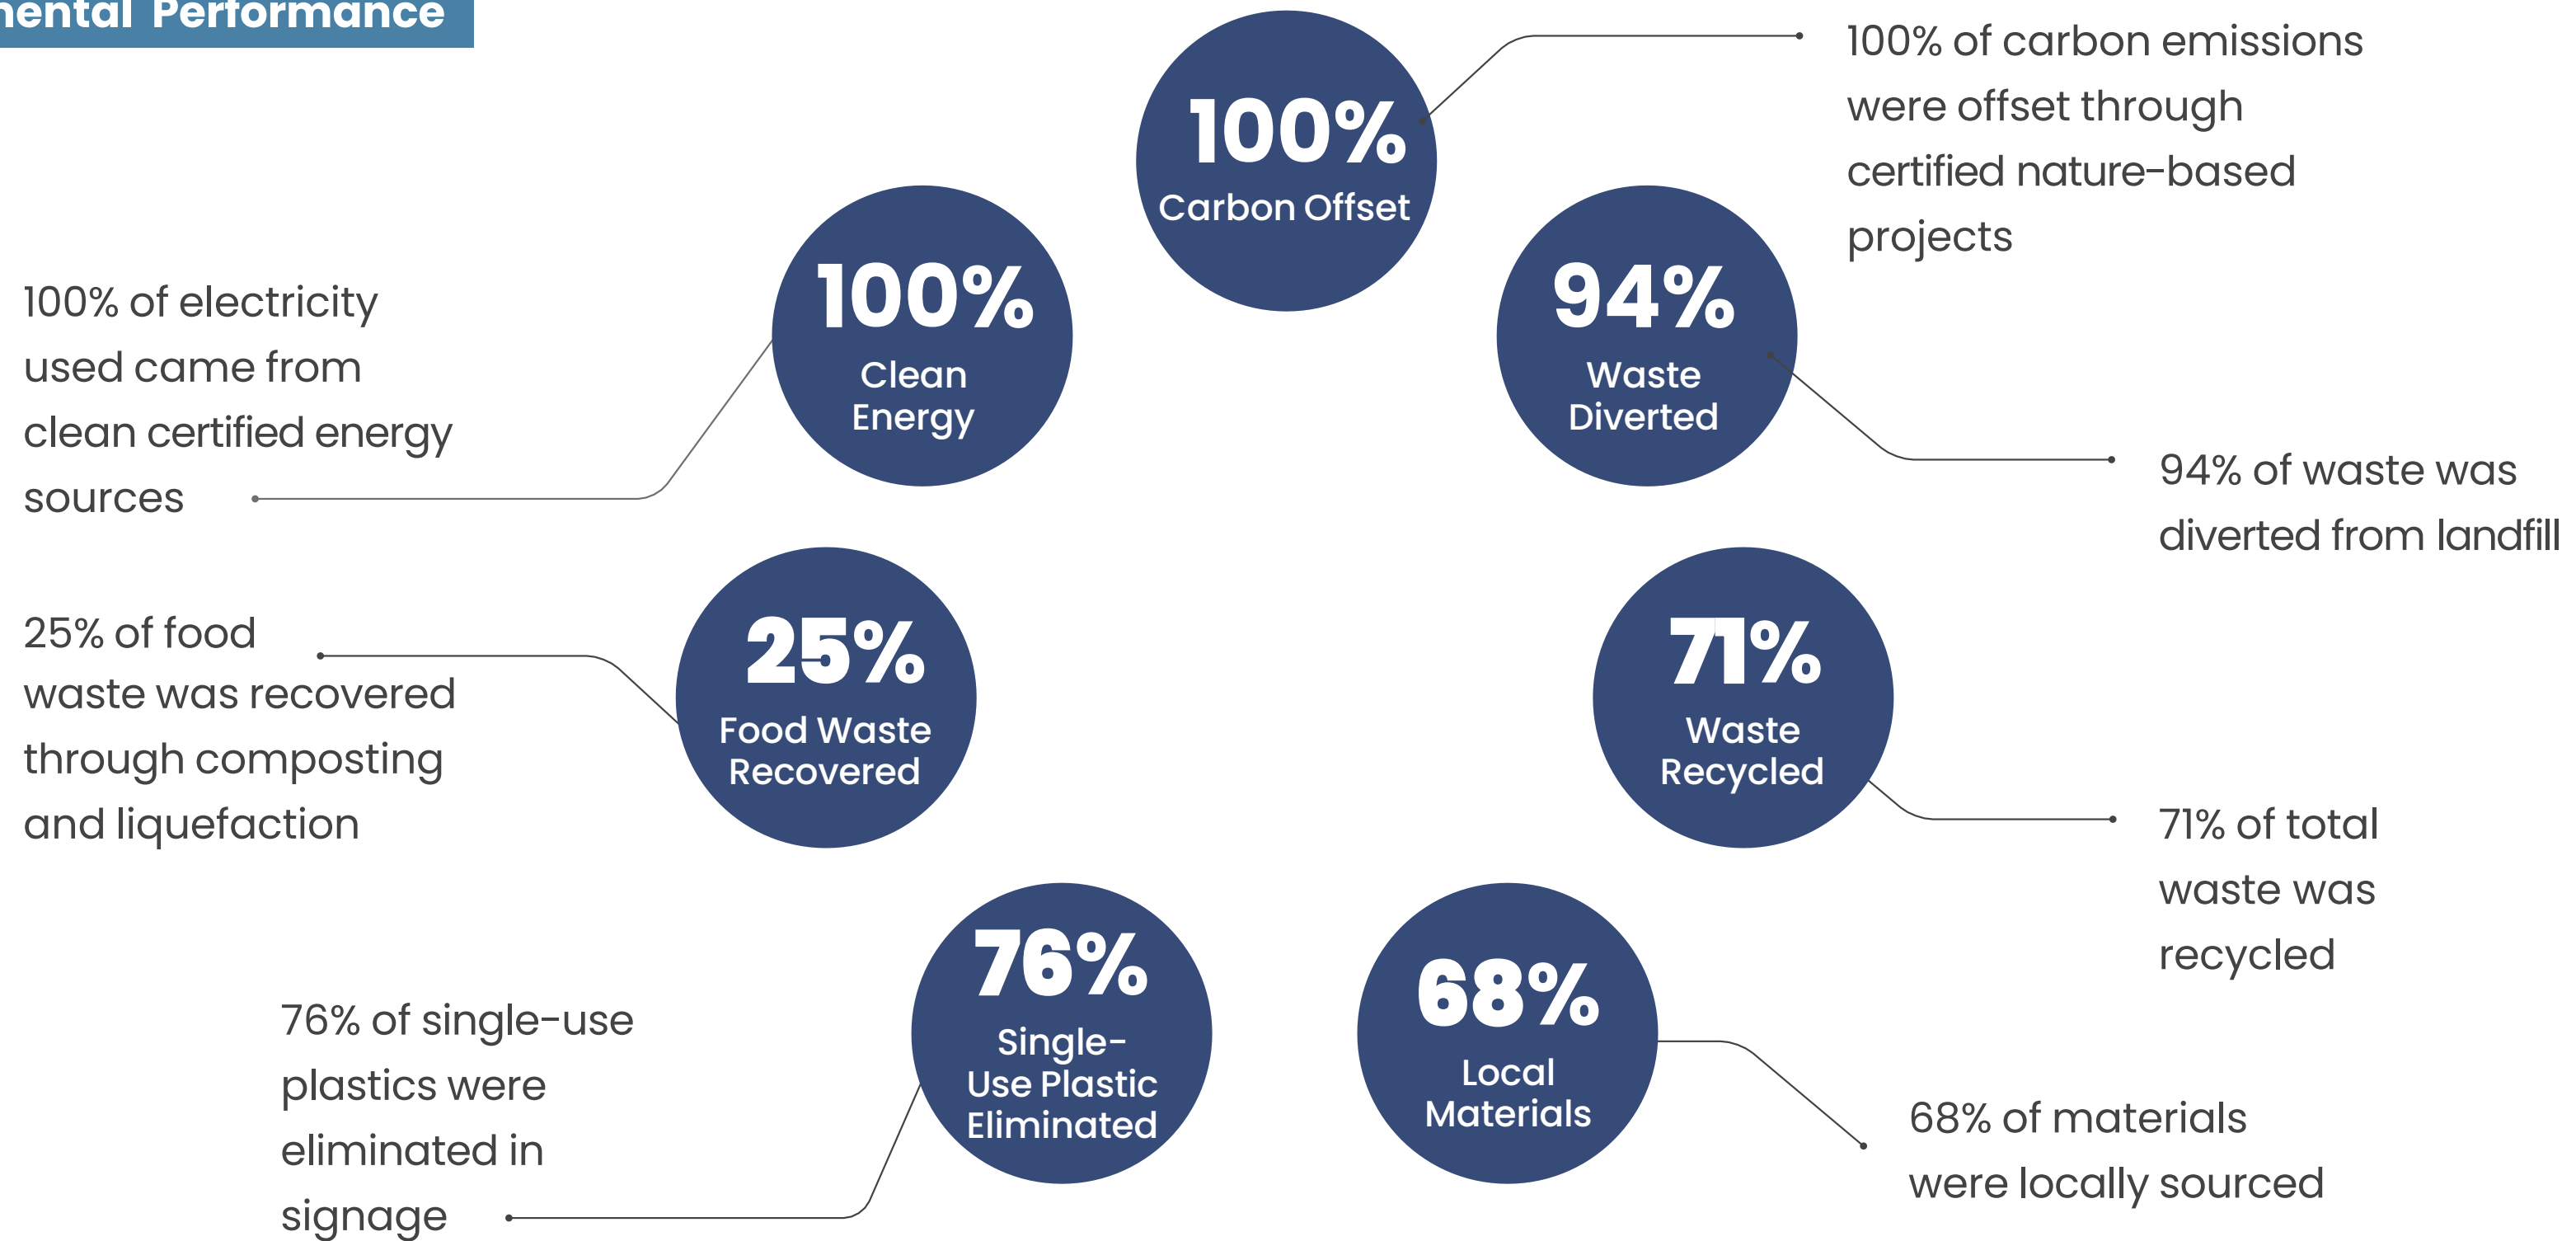 Performance
100%
Carbon Offset
100% of carbon emissions
were offset through
certified nature-based
projects
94%
Waste
Diverted
94% of waste was
diverted from landfill
71%
Waste
Recycled
71% of total
waste was
recycled
68%
Local
Materials
68% of materials
were locally sourced
76%
Single-
Use Plastic
Eliminated
76% of single-use
plastics were
eliminated in
signage
25%
Food Waste
Recovered
25% of food
waste was recovered
through composting
and liquefaction
100%
Clean
Energy
100% of electricity
used came from
clean certified energy
sources